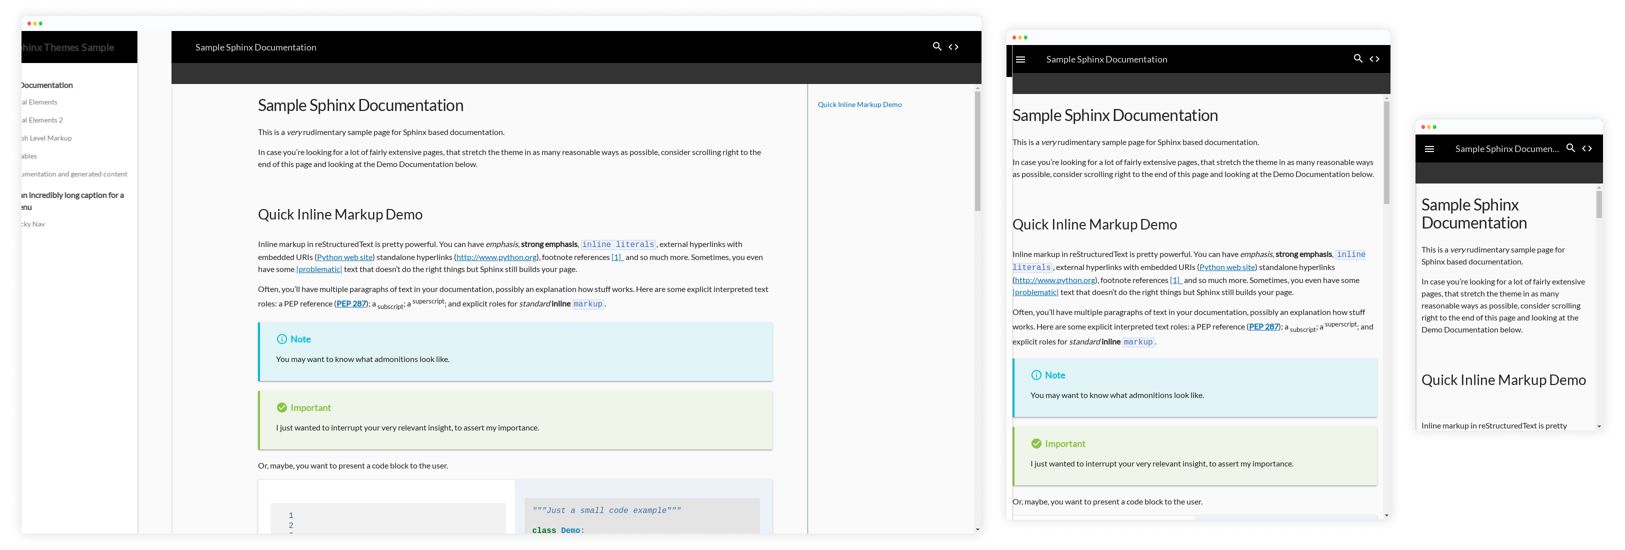 hinx Themes Sample
Documentation
al Elements
al Elements 2
ph Level Markup
ables
umentation and generated content
an incredibly long caption for a
enu
cky Nav
Sample Sphinx Documentation
Sample Sphinx Documentation
This is a very rudimentary sample page for Sphinx based documentation.
In case you're looking for a lot of fairly extensive pages, that stretch the theme in as many reasonable ways as possible, consider scrolling right to the
end of this page and looking at the Demo Documentation below.
Quick Inline Markup Demo
Inline markup in reStructuredText is pretty powerful. You can have emphasis, strong emphasis, inline literals, external hyperlinks with
embedded URIs (Python web site) standalone hyperlinks (http://www.python.org), footnote references [1] and so much more. Sometimes, you even
have some |problematic| text that doesn't do the right things but Sphinx still builds your page.
Often, you'll have multiple paragraphs of text in your documentation, possibly an explanation how stuff works. Here are some explicit interpreted text
roles: a PEP reference (PEP 287); a subscript; a superscript; and explicit roles for standard inline markup.
Note
You may want to know what admonitions look like.
Important
I just wanted to interrupt your very relevant insight, to assert my importance.
Or, maybe, you want to present a code block to the user.
1
2
"""Just a small code example"""
class Demo:
Quick Inline Markup Demo
Sample Sphinx Documentation
Sample Sphinx Documentation
This is a very rudimentary sample page for Sphinx based documentation.
In case you're looking for a lot of fairly extensive pages, that stretch the theme in as many reasonable ways
as possible, consider scrolling right to the end of this page and looking at the Demo Documentation below.
Quick Inline Markup Demo
Inline markup in reStructuredText is pretty powerful. You can have emphasis, strong emphasis, inline
literals, external hyperlinks with embedded URIs (Python web site) standalone hyperlinks
(http://www.python.org), footnote references [1] and so much more. Sometimes, you even have some
|problematic| text that doesn't do the right things but Sphinx still builds your page.
Often, you'll have multiple paragraphs of text in your documentation, possibly an explanation how stuff
works. Here are some explicit interpreted text roles: a PEP reference (PEP 287); a subscript; a superscript; and
explicit roles for standard inline markup.
Note
You may want to know what admonitions look like.
Important
I just wanted to interrupt your very relevant insight, to assert my importance.
Or, maybe, you want to present a code block to the user.
Sample Sphinx Documen...
Sample Sphinx
Documentation
This is a very rudimentary sample page for
Sphinx based documentation.
In case you're looking for a lot of fairly extensive
pages, that stretch the theme in as many
reasonable ways as possible, consider scrolling
right to the end of this page and looking at the
Demo Documentation below.
Quick Inline Markup Demo
Inline markup in reStructuredText is pretty